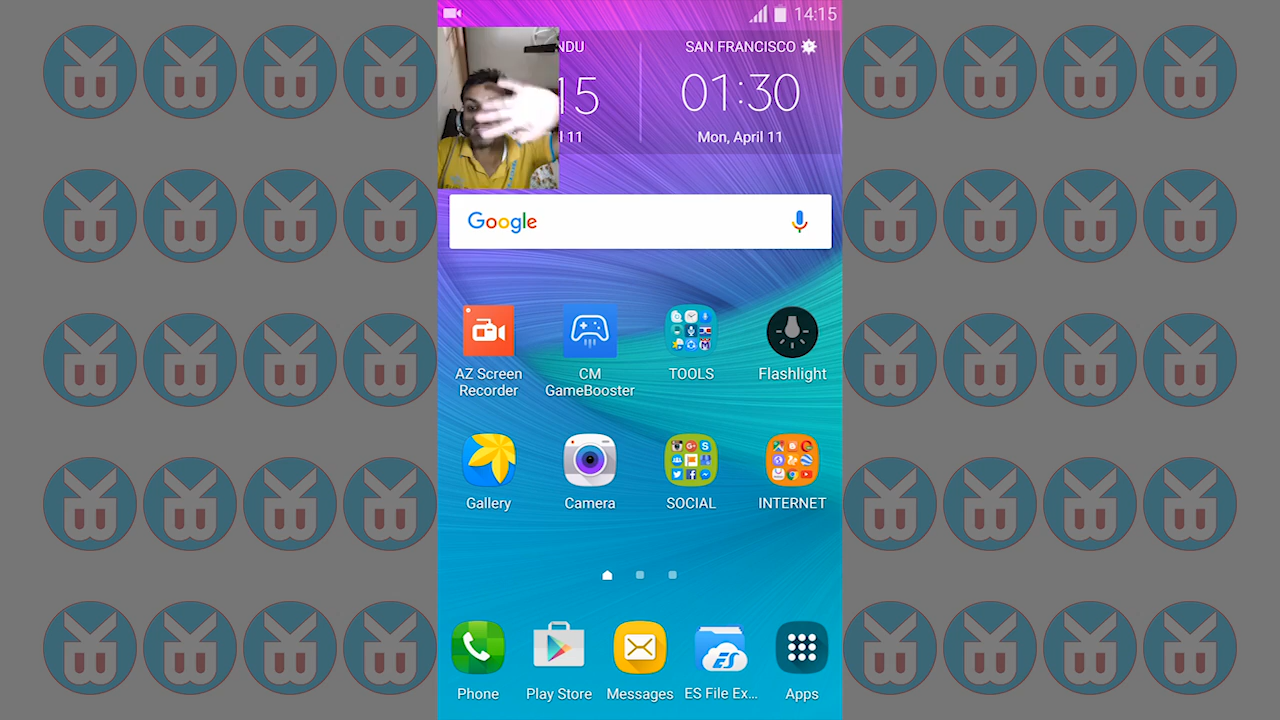 14:15
NDU
SAN FRANCISCO
15
01:30
l 11
Mon, April 11
Google
AZ Screen
Recorder
CM
GameBooster
TOOLS
Flashlight
Gallery
Camera
SOCIAL
INTERNET
ES
Phone
Play Store
Messages
ES File Ex...
Apps